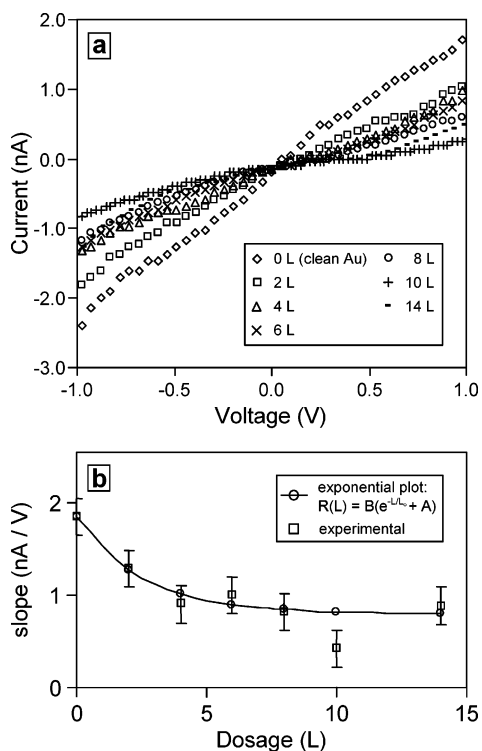 a
2.0
1.0
0.0
-1.0
-2.0
-3.0
Current (nA)
-1.0 -0.5 0.0 0.5 1.0
Voltage (V)
0 L (clean Au)
2 L
4 L
6 L
8 L
10 L
14 L
b
2
1
0
slope (nA / V)
exponential plot:
R(L) = B(e^-L/L₀ + A)
experimental
0 5 10 15
Dosage (L)